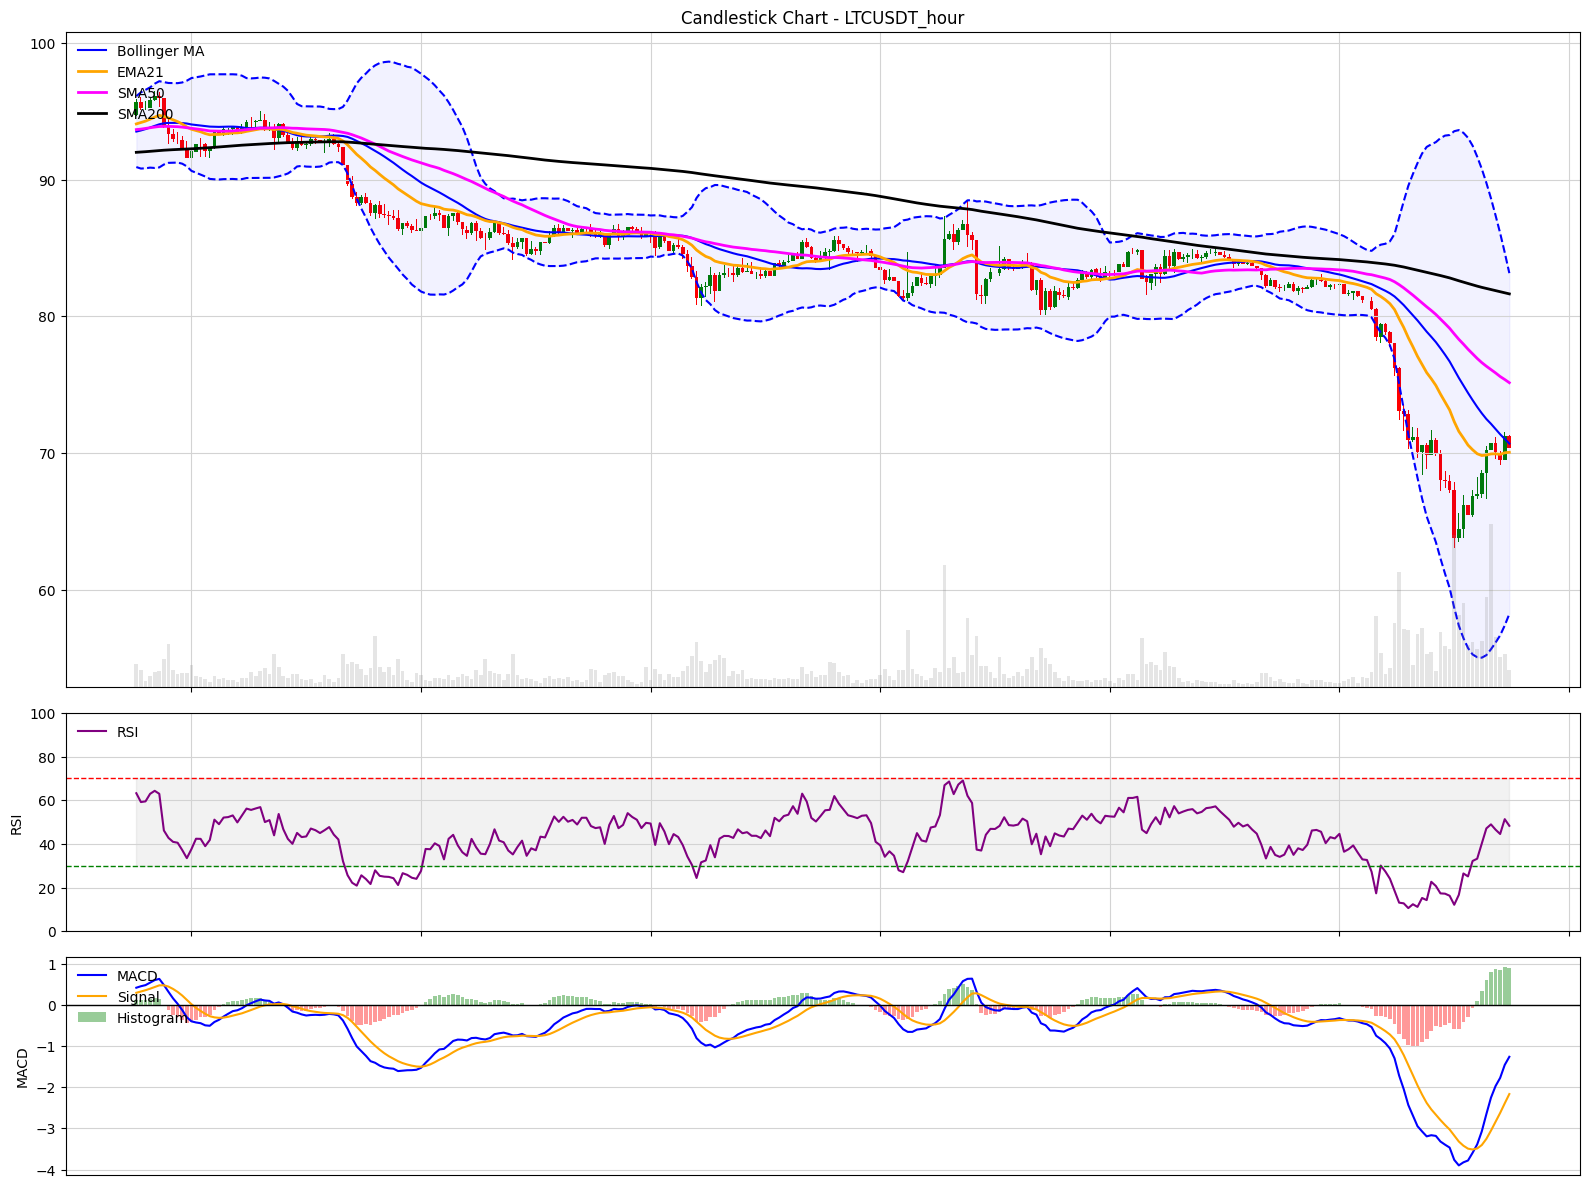 Candlestick Chart - LTCUSDT_hour
100
90
80
70
60
Bollinger MA
EMA21
SMA50
SMA200
100
80
60
40
20
0
RSI
RSI
1
0
−1
−2
−3
−4
MACD
MACD
Signal
Histogram